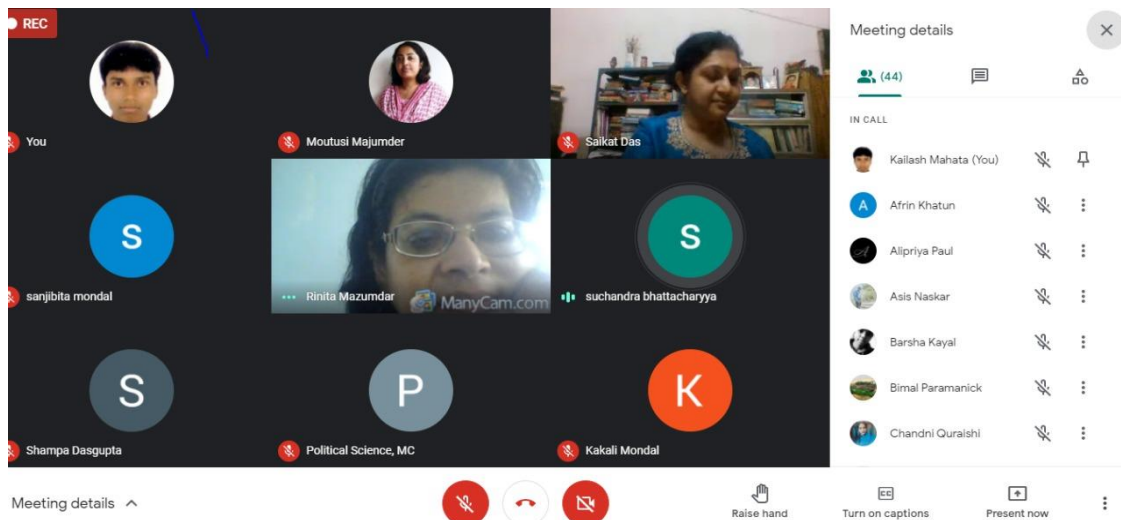 REC
You
Moutusi Majumder
Saikat Das
S
sanjibita mondal
Rinita Mazumdar
ManyCam.com
S
suchandra bhattacharyya
S
Shampa Dasgupta
P
Political Science, MC
K
Kakali Mondal
Meeting details
(44)
IN CALL
Kailash Mahata (You)
A
Afrin Khatun
A
Alipriya Paul
Asis Naskar
Barsha Kayal
Bimal Paramanick
Chandni Quraishi
Meeting details
Raise hand
CC
Turn on captions
Present now